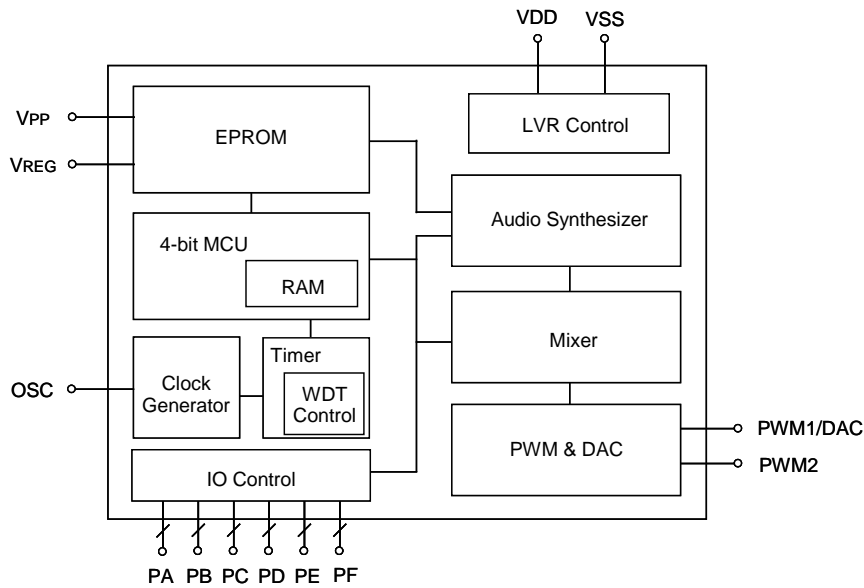 VDD VSS
VPP
EPROM
LVR Control
VREG
Audio Synthesizer
4-bit MCU
RAM
Mixer
Timer
OSC
Clock
Generator
WDT
Control
PWM1/DAC
PWM & DAC
PWM2
IO Control
PA PB PC PD PE PF